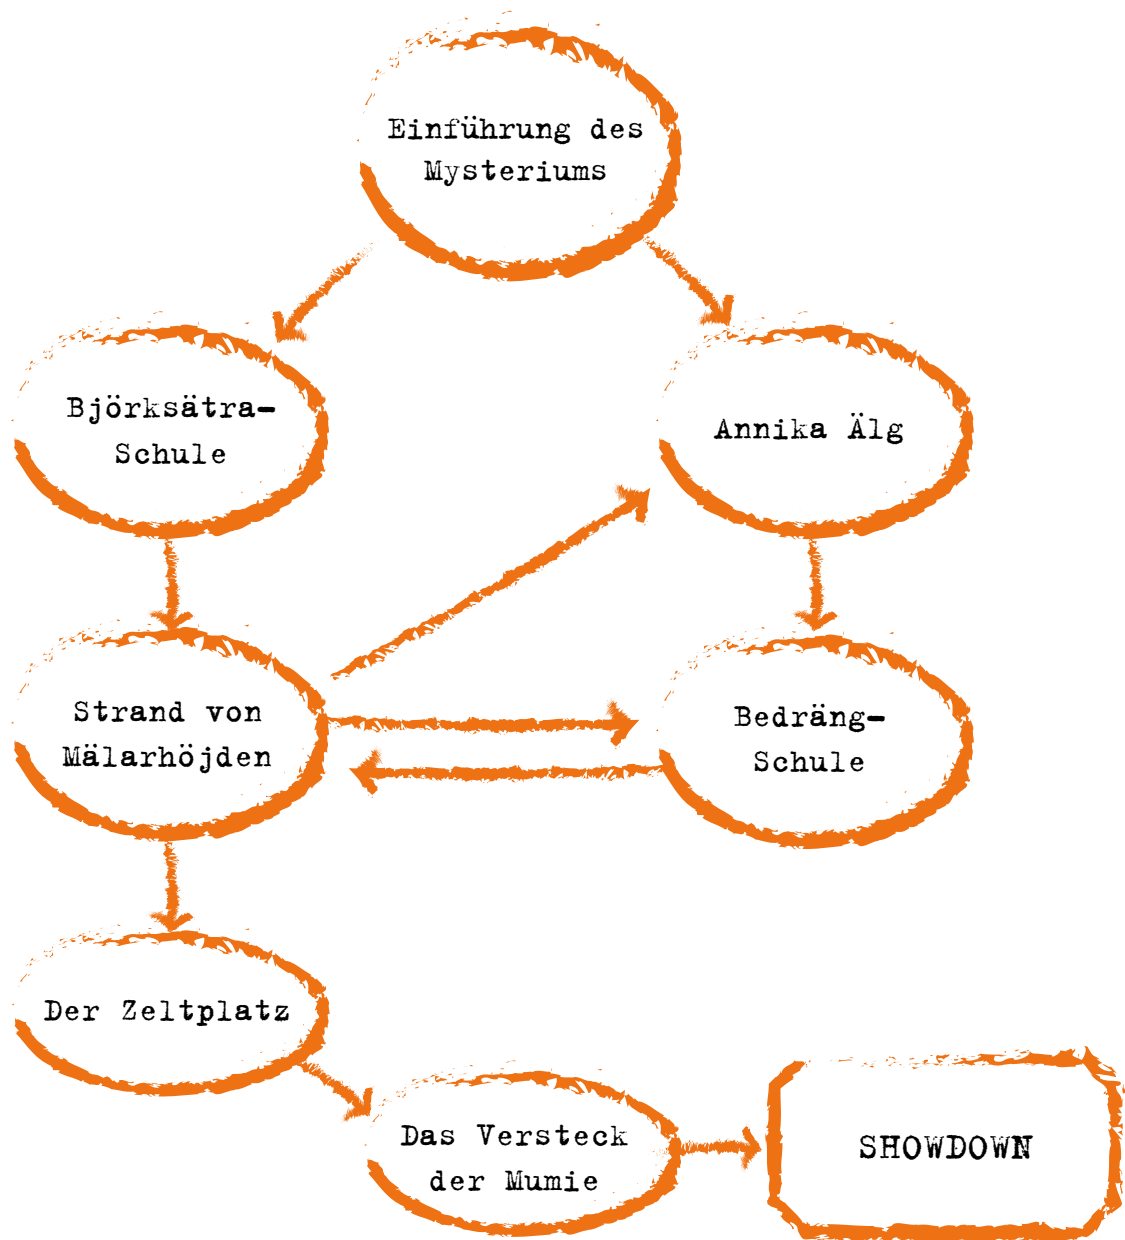 Einführung des
Mysteriums
Björksätra-
Schule
Annika Älg
Strand von
Mälarhöjden
Bedräng-
Schule
Der Zeltplatz
Das Versteck
der Mumie
SHOWDOWN